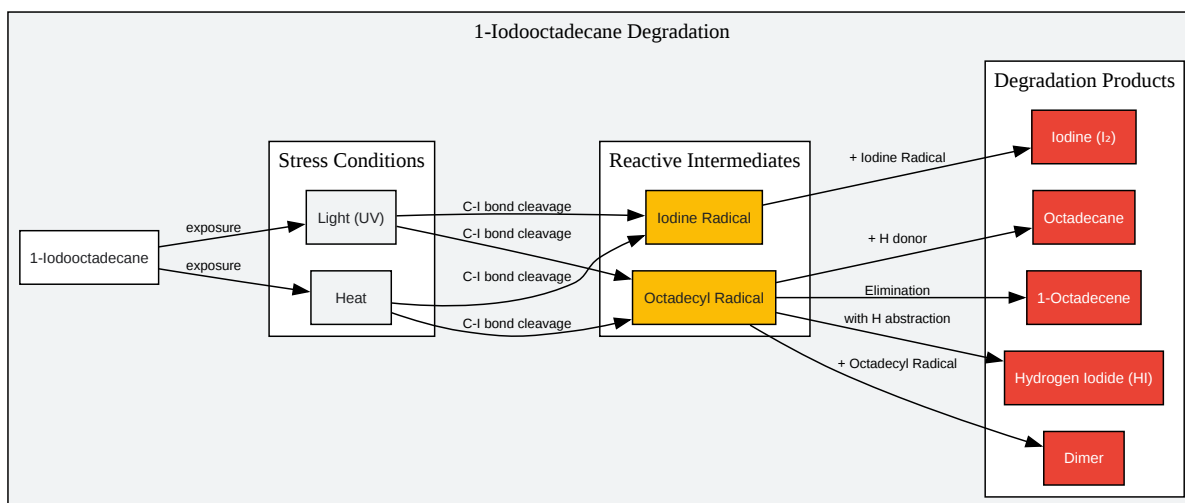 1-Iodooctadecane Degradation
Degradation Products
Stress Conditions
Reactive Intermediates
1-Iodooctadecane
exposure
exposure
Light (UV)
Heat
C-I bond cleavage
C-I bond cleavage
C-I bond cleavage
C-I bond cleavage
Iodine Radical
Octadecyl Radical
+ Iodine Radical
+ H donor
Elimination
with H abstraction
+ Octadecyl Radical
Iodine (I₂)
Octadecane
1-Octadecene
Hydrogen Iodide (HI)
Dimer